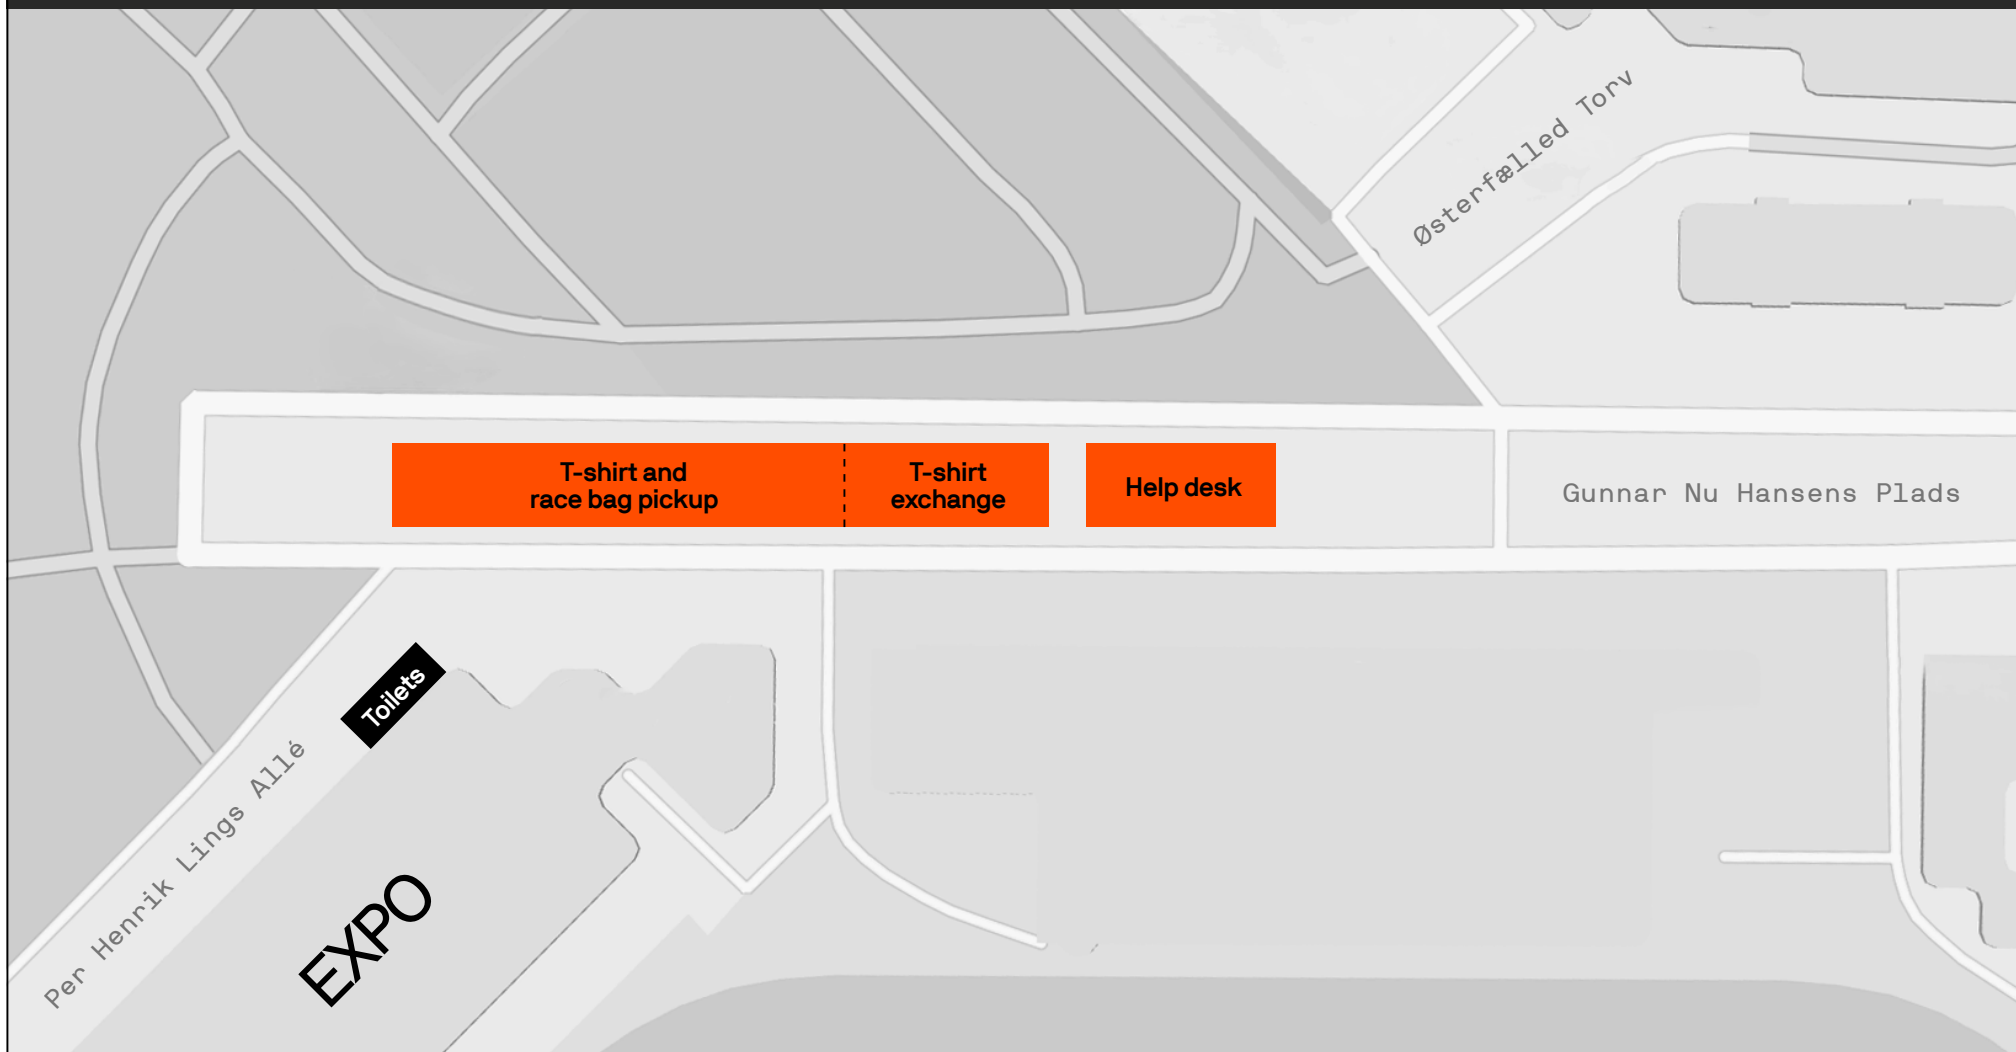 Østerfælled Torv
T-shirt and
race bag pickup
T-shirt
exchange
Help desk
Gunnar Nu Hansens Plads
Toilets
Per Henrik Lings Allé
EXPO